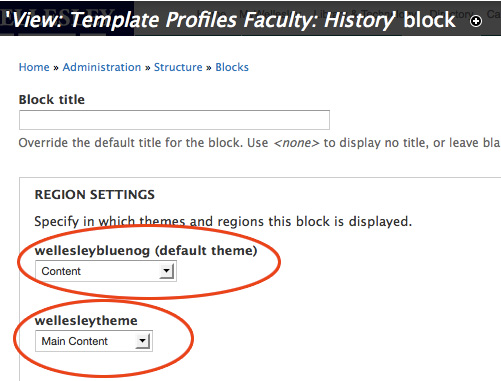 'View: Template Profiles Faculty: History' block
Home » Administration » Structure » Blocks
Block title
Override the default title for the block. Use <none> to display no title, or leave bla
REGION SETTINGS
Specify in which themes and regions this block is displayed.
wellesleybluenog (default theme)
Content
wellesleytheme
Main Content